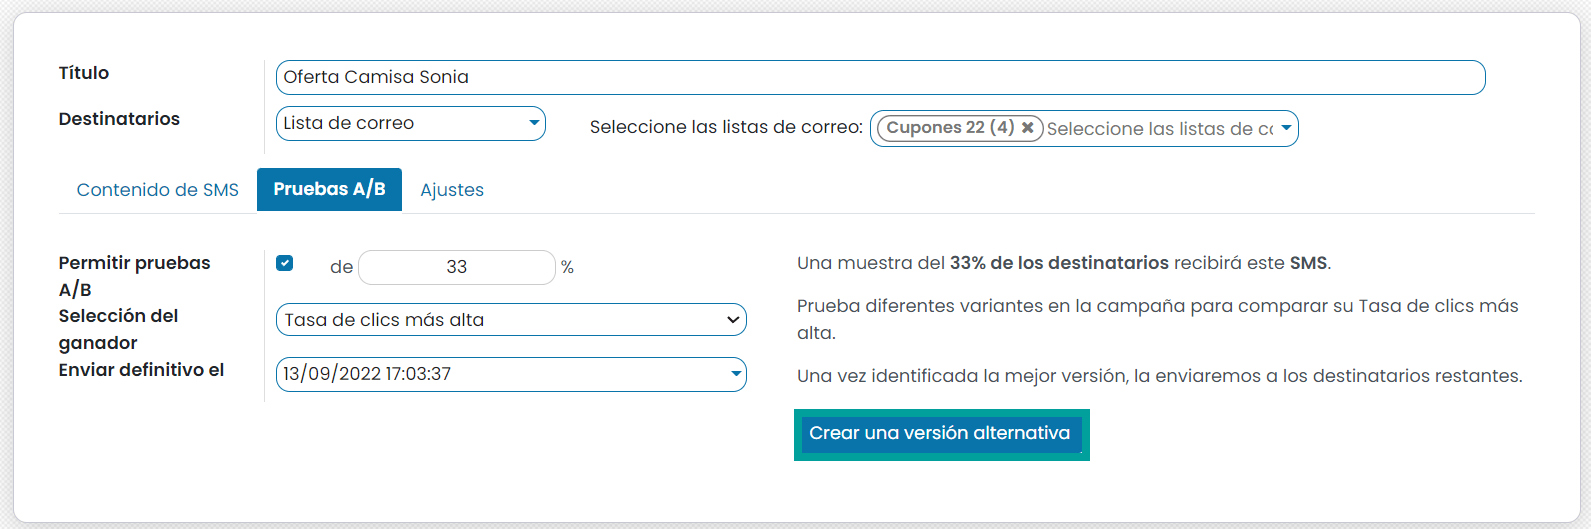 Título
Oferta Camisa Sonia
Destinatarios
Lista de correo
Seleccione las listas de correo:
Cupones 22 (4) ✖
Seleccione las listas de cc
Contenido de SMS
Pruebas A/B
Ajustes
Permitir pruebas
A/B
de 33 %
Selección del
ganador
Tasa de clics más alta
Enviar definitivo el
13/09/2022 17:03:37
Una muestra del 33% de los destinatarios recibirá este SMS.
Prueba diferentes variantes en la campaña para comparar su Tasa de clics más
alta.
Una vez identificada la mejor versión, la enviaremos a los destinatarios restantes.
Crear una versión alternativa